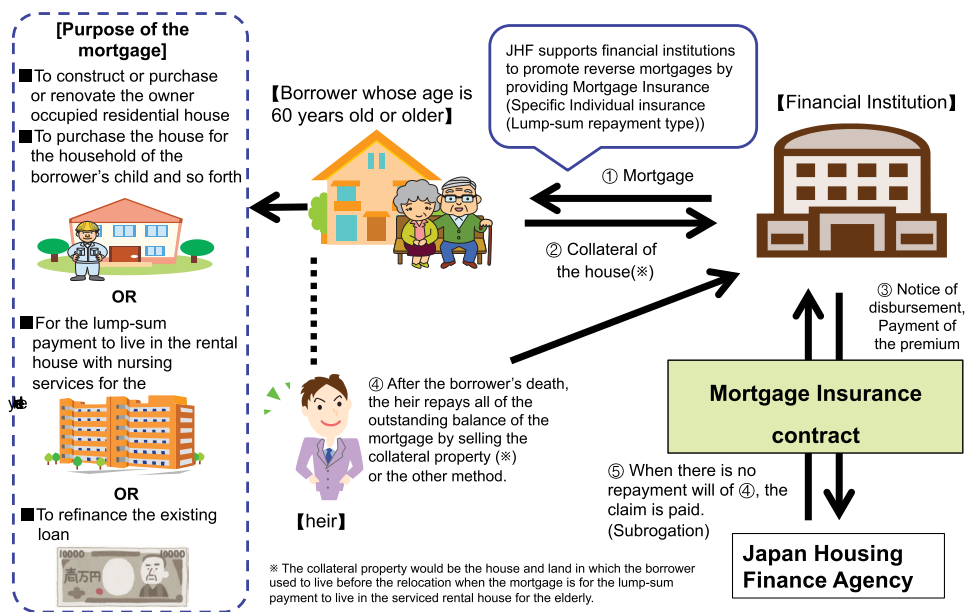 [Purpose of the
mortgage]
■To construct or purchase
or renovate the owner
occupied residential house
■To purchase the house for
the household of the
borrower's child and so forth
OR
■For the lump-sum
payment to live in the rental
house with nursing
services for the
OR
■To refinance the existing
loan
10000
10000
壱万円
【Borrower whose age is
60 years old or older】
JHF supports financial institutions
to promote reverse mortgages by
providing Mortgage Insurance
(Specific Individual insurance
(Lump-sum repayment type))
【Financial Institution】
① Mortgage
② Collateral of
the house(※)
③ Notice of
disbursement,
Payment of
the premium
④ After the borrower's death,
the heir repays all of the
outstanding balance of the
mortgage by selling the
collateral property (※)
or the other method.
【heir】
Mortgage Insurance
contract
⑤ When there is no
repayment will of ④, the
claim is paid.
(Subrogation)
Japan Housing
Finance Agency
※ The collateral property would be the house and land in which the borrower
used to live before the relocation when the mortgage is for the lump-sum
payment to live in the serviced rental house for the elderly.